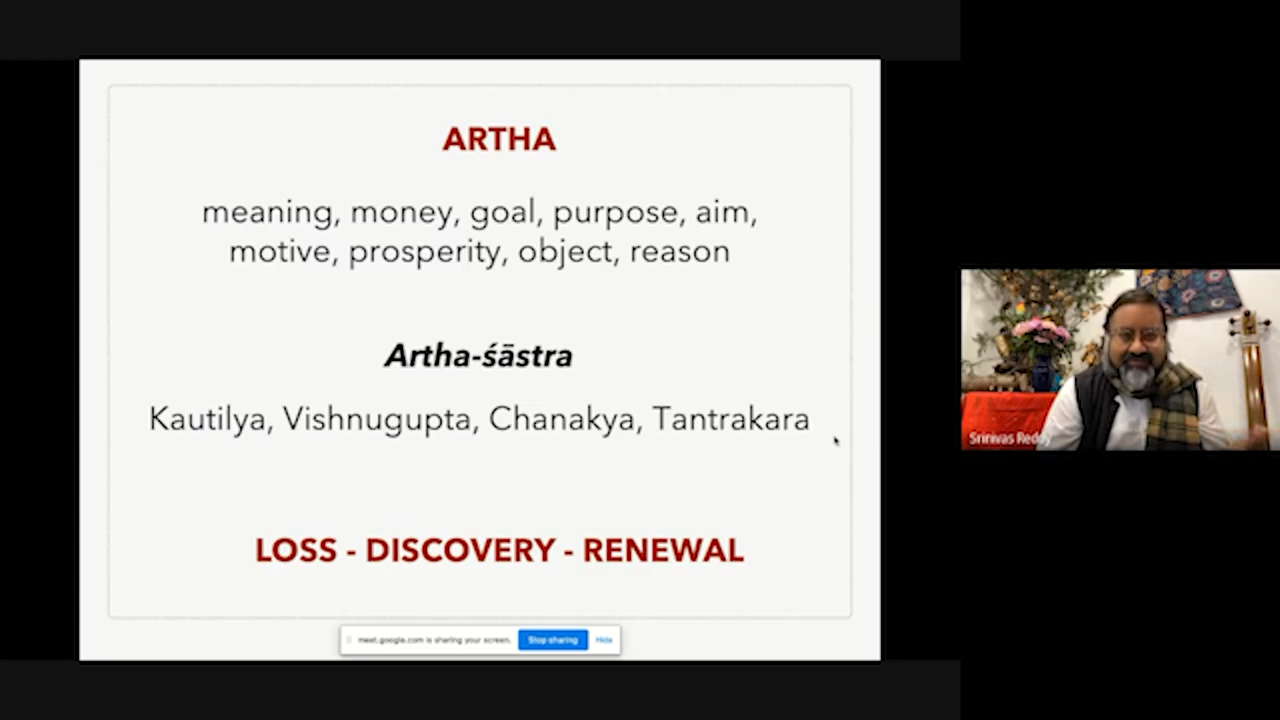 ARTHA
meaning, money, goal, purpose, aim,
motive, prosperity, object, reason
Artha-śāstra
Kautilya, Vishnugupta, Chanakya, Tantrakara
LOSS - DISCOVERY - RENEWAL
meet.google.com is sharing your screen.
Stop sharing
Hide
Srinivas Reddy